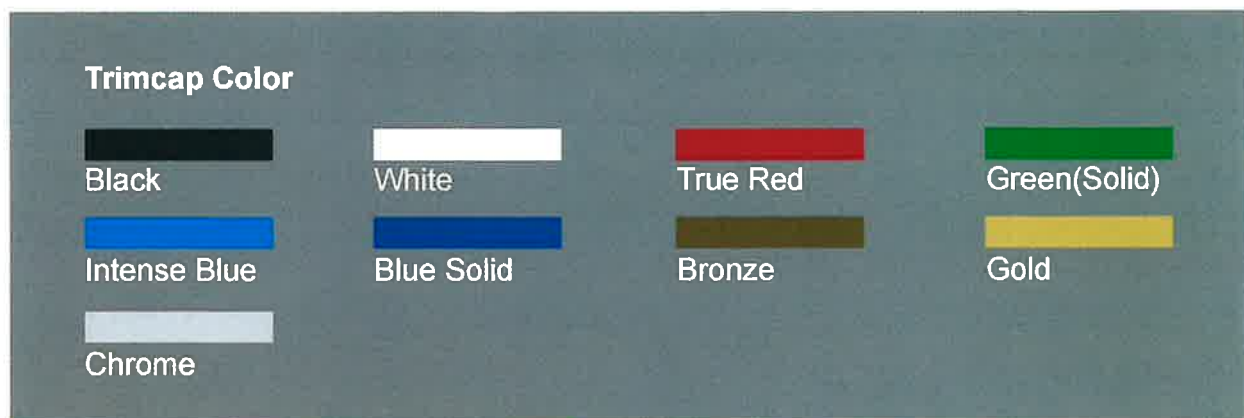 Trimcap Color
Black
White
True Red
Green(Solid)
Intense Blue
Blue Solid
Bronze
Gold
Chrome